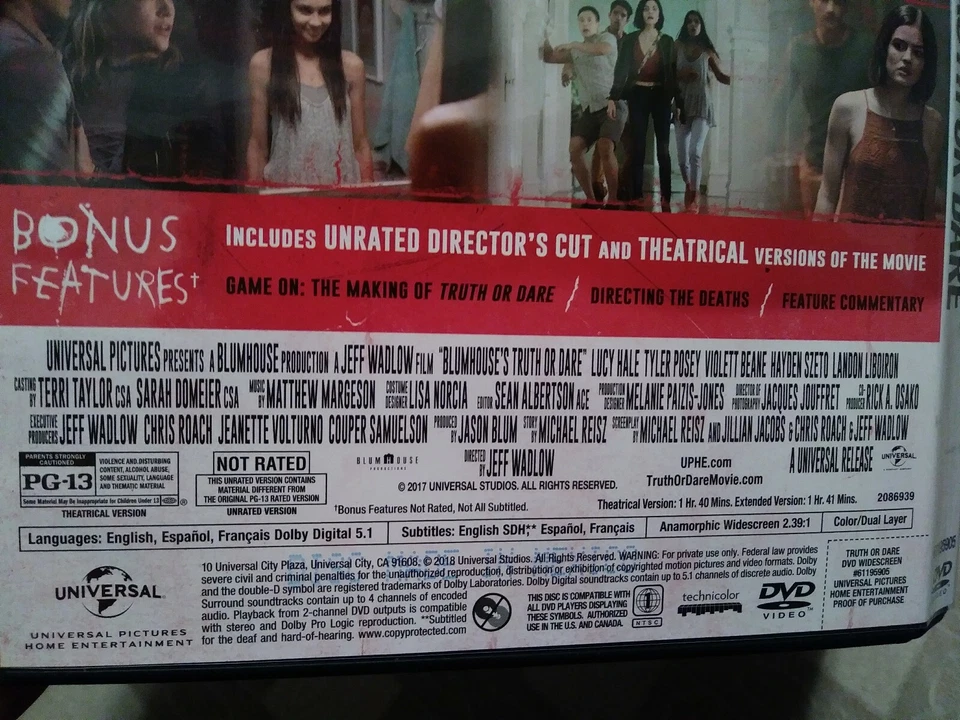 BONUS
FEATURES†
INCLUDES UNRATED DIRECTOR'S CUT AND THEATRICAL VERSIONS OF THE MOVIE
GAME ON: THE MAKING OF TRUTH OR DARE / DIRECTING THE DEATHS / FEATURE COMMENTARY
UNIVERSAL PICTURES PRESENTS A BLUMHOUSE PRODUCTION A JEFF WADLOW FILM "BLUMHOUSE'S TRUTH OR DARE" LUCY HALE TYLER POSEY VIOLETT BEANE HAYDEN SZETO LANDON LIBOIRON
CASTING BY TERRI TAYLOR CSA SARAH DOMEIER CSA MUSIC BY MATTHEW MARGESON COSTUME DESIGNER LISA NORCIA EDITOR SEAN ALBERTSON ACE PRODUCTION DESIGNER MELANIE PAIZIS-JONES DIRECTOR OF PHOTOGRAPHY JACQUES JOUFFRET CO-PRODUCER RICK A. OSAKO
EXECUTIVE PRODUCERS JEFF WADLOW CHRIS ROACH JEANETTE VOLTURNO COUPER SAMUELSON PRODUCED BY JASON BLUM STORY BY MICHAEL REISZ SCREENPLAY BY MICHAEL REISZ AND JILLIAN JACOBS & CHRIS ROACH & JEFF WADLOW
DIRECTED BY JEFF WADLOW
PARENTS STRONGLY CAUTIONED
PG-13
VIOLENCE AND DISTURBING
CONTENT, ALCOHOL ABUSE,
SOME SEXUALITY, LANGUAGE
AND THEMATIC MATERIAL
Some Material May Be Inappropriate for Children Under 13
THEATRICAL VERSION
NOT RATED
THIS UNRATED VERSION CONTAINS
MATERIAL DIFFERENT FROM
THE ORIGINAL PG-13 RATED VERSION
UNRATED VERSION
BLUMHOUSE
PRODUCTIONS
© 2017 UNIVERSAL STUDIOS. ALL RIGHTS RESERVED.
UPHE.com
TruthOrDareMovie.com
A UNIVERSAL RELEASE
UNIVERSAL
†Bonus Features Not Rated, Not All Subtitled.
Theatrical Version: 1 Hr. 40 Mins. Extended Version: 1 Hr. 41 Mins.
2086939
Languages: English, Español, Français Dolby Digital 5.1
Subtitles: English SDH,** Español, Français
Anamorphic Widescreen 2.39:1
Color/Dual Layer
UNIVERSAL
UNIVERSAL PICTURES
HOME ENTERTAINMENT
10 Universal City Plaza, Universal City, CA 91608. © 2018 Universal Studios. All Rights Reserved. WARNING: For private use only. Federal law provides
severe civil and criminal penalties for the unauthorized reproduction, distribution or exhibition of copyrighted motion pictures and video formats. Dolby
and the double-D symbol are registered trademarks of Dolby Laboratories. Dolby Digital soundtracks contain up to 5.1 channels of discrete audio. Dolby
Surround soundtracks contain up to 4 channels of encoded
audio. Playback from 2-channel DVD outputs is compatible
with stereo and Dolby Pro Logic reproduction. **Subtitled
for the deaf and hard-of-hearing. www.copyprotected.com
THIS DISC IS COMPATIBLE WITH
ALL DVD PLAYERS DISPLAYING
THESE SYMBOLS. AUTHORIZED
USE IN THE U.S. AND CANADA.
1
NTSC
technicolor
DVD
VIDEO™
TRUTH OR DARE
DVD WIDESCREEN
#61195905
UNIVERSAL PICTURES
HOME ENTERTAINMENT
PROOF OF PURCHASE